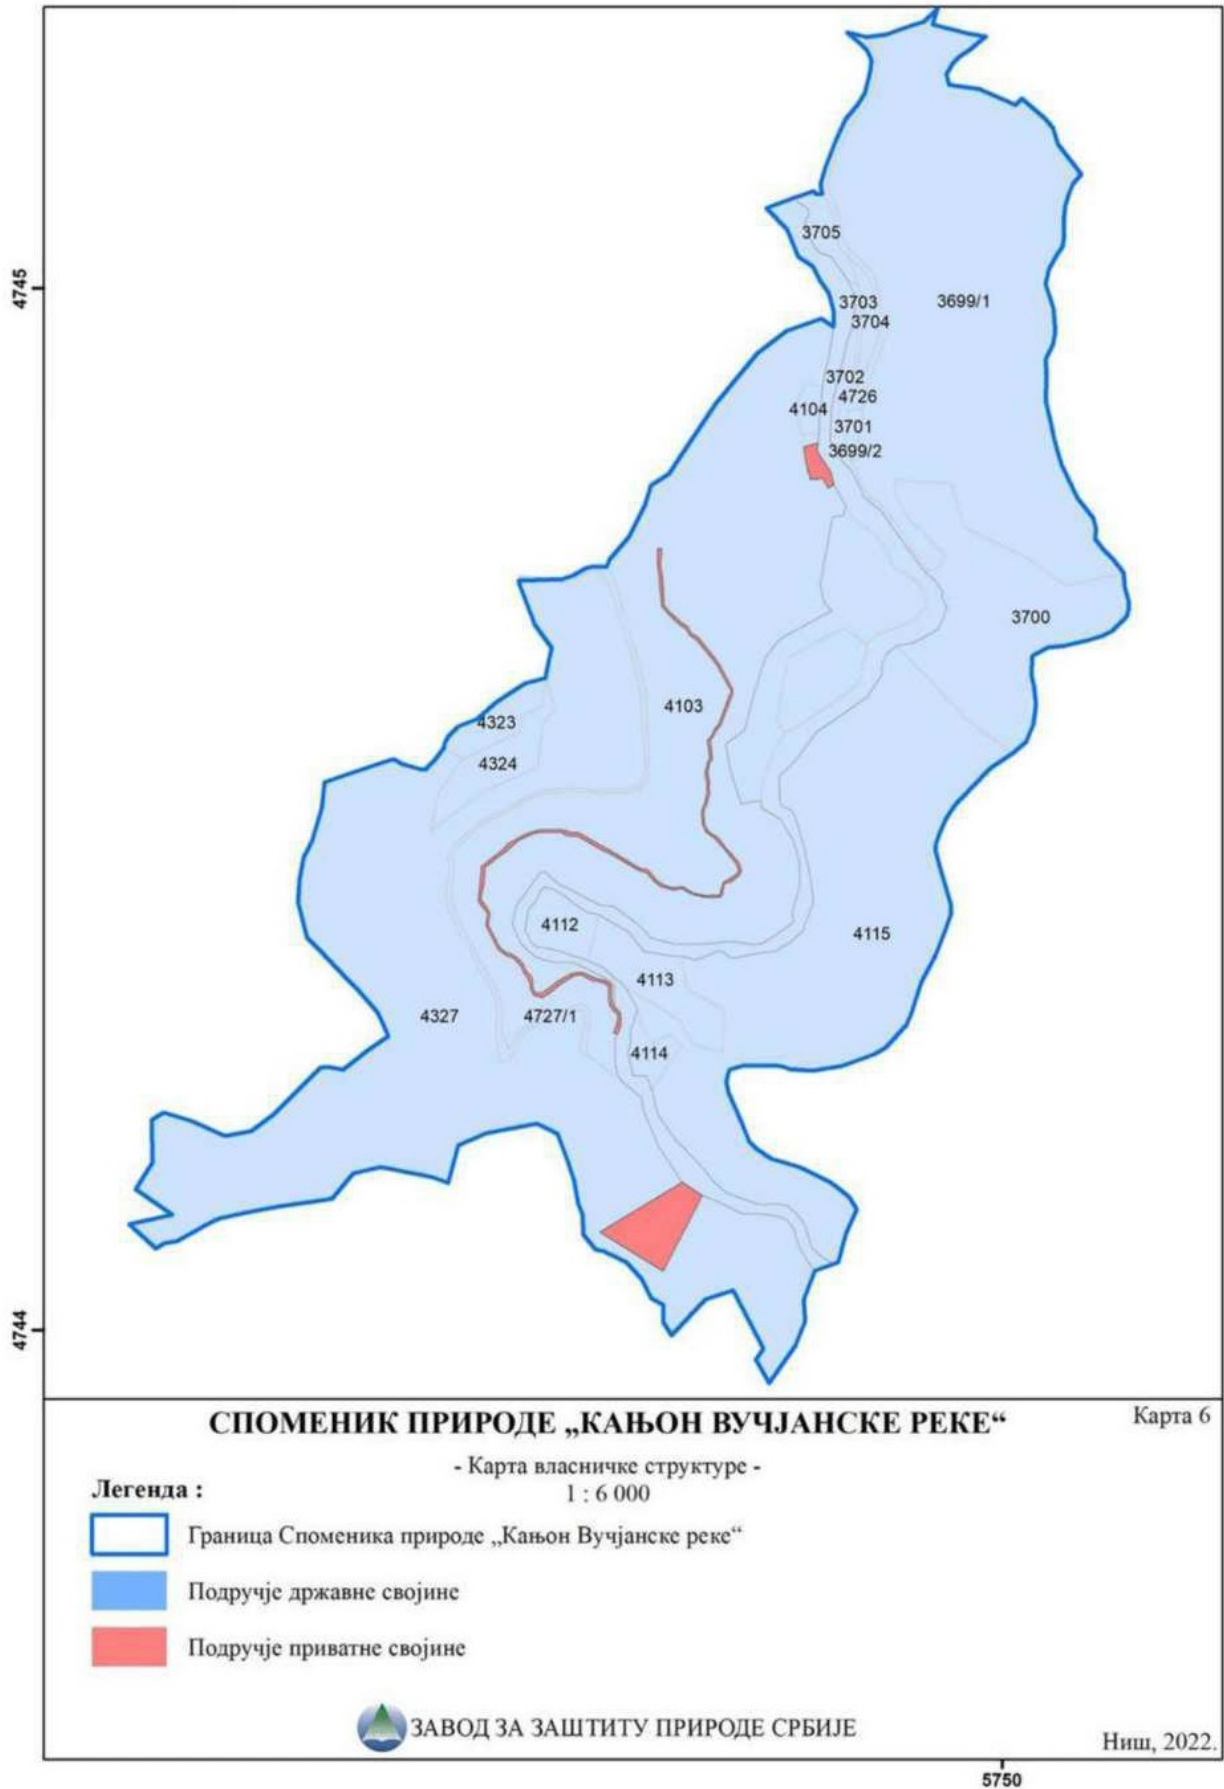 4745
3705
3703
3699/1
3704
3702
4726
4104
3701
3699/2
3700
4103
4323
4324
4112
4115
4113
4327
4727/1
4114
4744
СПОМЕНИК ПРИРОДЕ „КАЊОН ВУЧЈАНСКЕ РЕКЕ“
Карта 6
- Карта власничке структуре -
1 : 6 000
Легенда :
Граница Споменика природе „Кањон Вучјанске реке“
Подручје државне својине
Подручје приватне својине
ЗАВОД ЗА ЗАШТИТУ ПРИРОДЕ СРБИЈЕ
Ниш, 2022.
5750